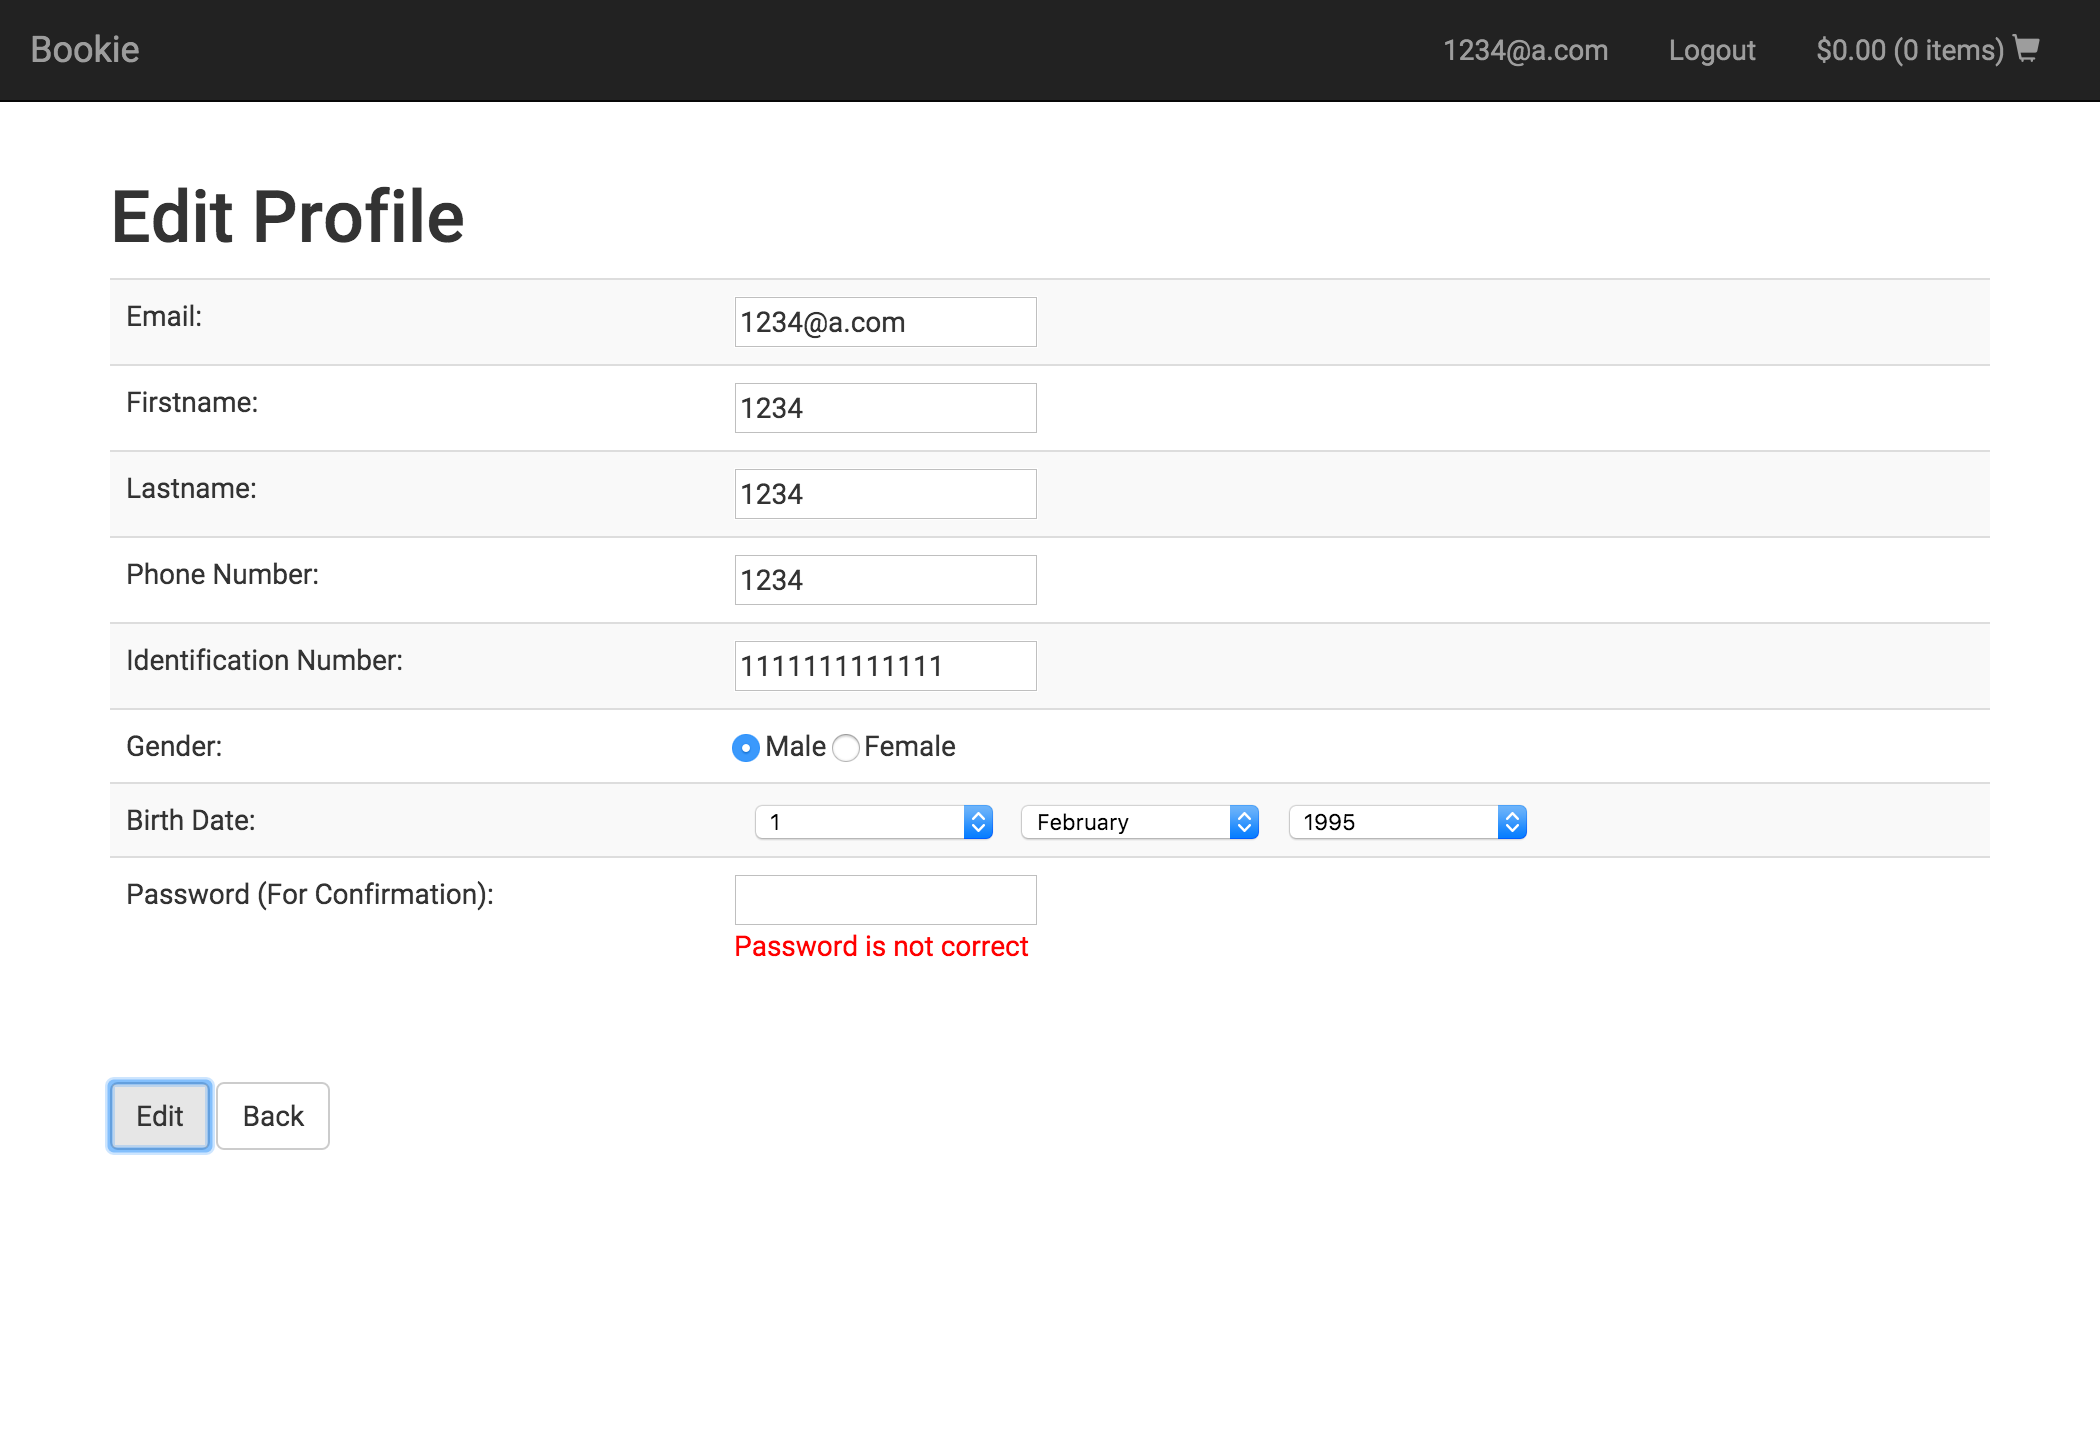 Bookie 1234@a.com Logout $0.00 (0 items)
Edit Profile
Email: 1234@a.com
Firstname: 1234
Lastname: 1234
Phone Number: 1234
Identification Number: 1111111111111
Gender: Male Female
Birth Date: 1 February 1995
Password (For Confirmation):
Password is not correct
Edit Back